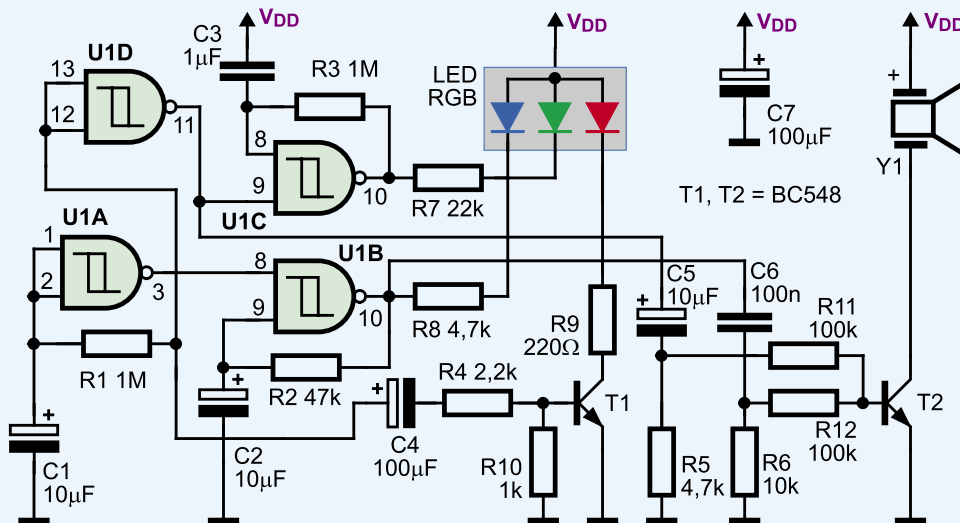 VDD
VDD
VDD
VDD
C3
1µF
U1D
13
12
11
R3 1M
8
9
10
U1C
R7 22k
LED
RGB
+
C7
100µF
+
Y1
T1, T2 = BC548
U1A
1
2
3
U1B
8
9
10
R8 4,7k
R1 1M
R2 47k
+
C1
10µF
+
C2
10µF
+
C4
100µF
R4 2,2k
R9
220Ω
T1
R10
1k
C5
10µF
+
C6
100n
R11
100k
R12
100k
T2
R5
4,7k
R6
10k